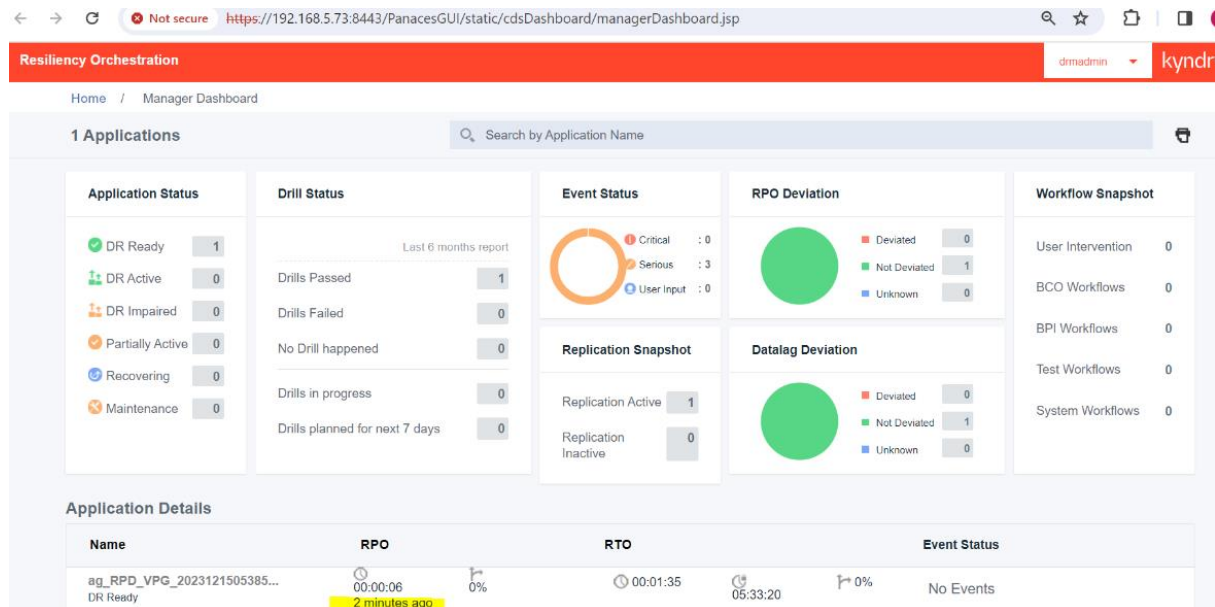 Not secure https://192.168.5.73:8443/PanacesGUI/static/cdsDashboard/managerDashboard.jsp
Resiliency Orchestration
drmadmin
kyndr
Home / Manager Dashboard
1 Applications
Search by Application Name
Application Status
DR Ready 1
DR Active 0
DR Impaired 0
Partially Active 0
Recovering 0
Maintenance 0
Drill Status
Last 6 months report
Drills Passed 1
Drills Failed 0
No Drill happened 0
Drills in progress 0
Drills planned for next 7 days 0
Event Status
Critical : 0
Serious : 3
User Input : 0
Replication Snapshot
Replication Active 1
Replication
Inactive 0
RPO Deviation
Deviated 0
Not Deviated 1
Unknown 0
Datalag Deviation
Deviated 0
Not Deviated 1
Unknown 0
Workflow Snapshot
User Intervention 0
BCO Workflows 0
BPI Workflows 0
Test Workflows 0
System Workflows 0
Application Details
Name RPO RTO Event Status
ag_RPD_VPG_2023121505385...
DR Ready
00:00:06 0%
2 minutes ago
00:01:35 05:33:20 0%
No Events